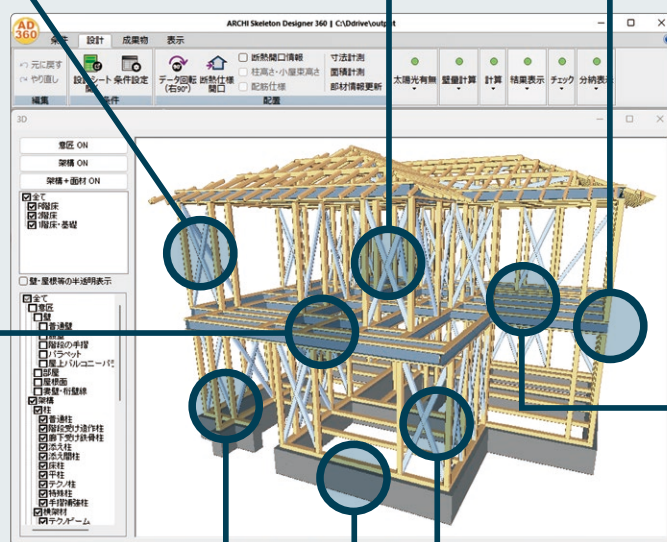 AD
360
ARCHI Skeleton Designer 360 | C:\Ddrive\output
条件 設計 成果物 表示
元に戻す
やり直し
編集
設計シート 条件設定
条件
データ回転
(右90°)
断熱仕様
開口
断熱開口情報
柱高さ・小屋束高さ
配筋仕様
寸法計測
面積計測
部材情報更新
配置
太陽光有無
壁量計算
計算
結果表示
チェック
分納表示
3D
意匠 ON
架構 ON
架構+面材 ON
全て
R階床
2階床
1階床・基礎
壁・屋根等の半透明表示
全て
意匠
壁
普通壁
階段の手摺
パラペット
屋上バルコニーパラ
部屋
屋根面
妻壁・桁壁線
架構
柱
普通柱
階段受け造作柱
廊下受け鉄骨柱
添え柱
添え間柱
床柱
平柱
テクノ柱
特殊柱
手摺補強柱
横架材
テクノビーム